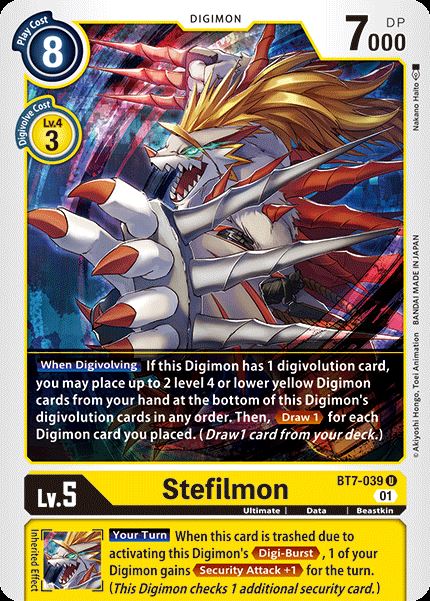 Play Cost
8
DIGIMON
7000
DP
Digivolve Cost
Lv.4
3
Nakano Haito
©Akiyoshi Hongo, Toei Animation BANDAI MADE IN JAPAN
When Digivolving If this Digimon has 1 digivolution card,
you may place up to 2 level 4 or lower yellow Digimon
cards from your hand at the bottom of this Digimon's
digivolution cards in any order. Then, Draw 1 for each
Digimon card you placed. (Draw1 card from your deck.)
Lv.5
Stefilmon
BT7-039 U
01
Ultimate | Data | Beastkin
Inherited Effect
Your Turn When this card is trashed due to
activating this Digimon's Digi-Burst, 1 of your
Digimon gains Security Attack +1 for the turn.
(This Digimon checks 1 additional security card.)